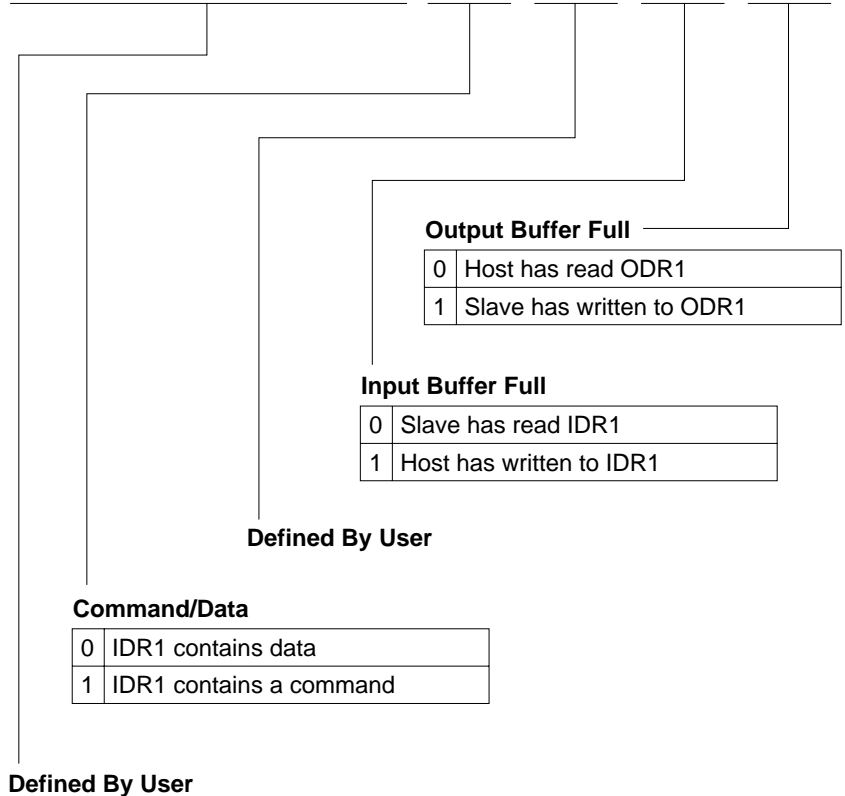 Output Buffer Full
0 Host has read ODR1
1 Slave has written to ODR1
Input Buffer Full
0 Slave has read IDR1
1 Host has written to IDR1
Defined By User
Command/Data
0 IDR1 contains data
1 IDR1 contains a command
Defined By User